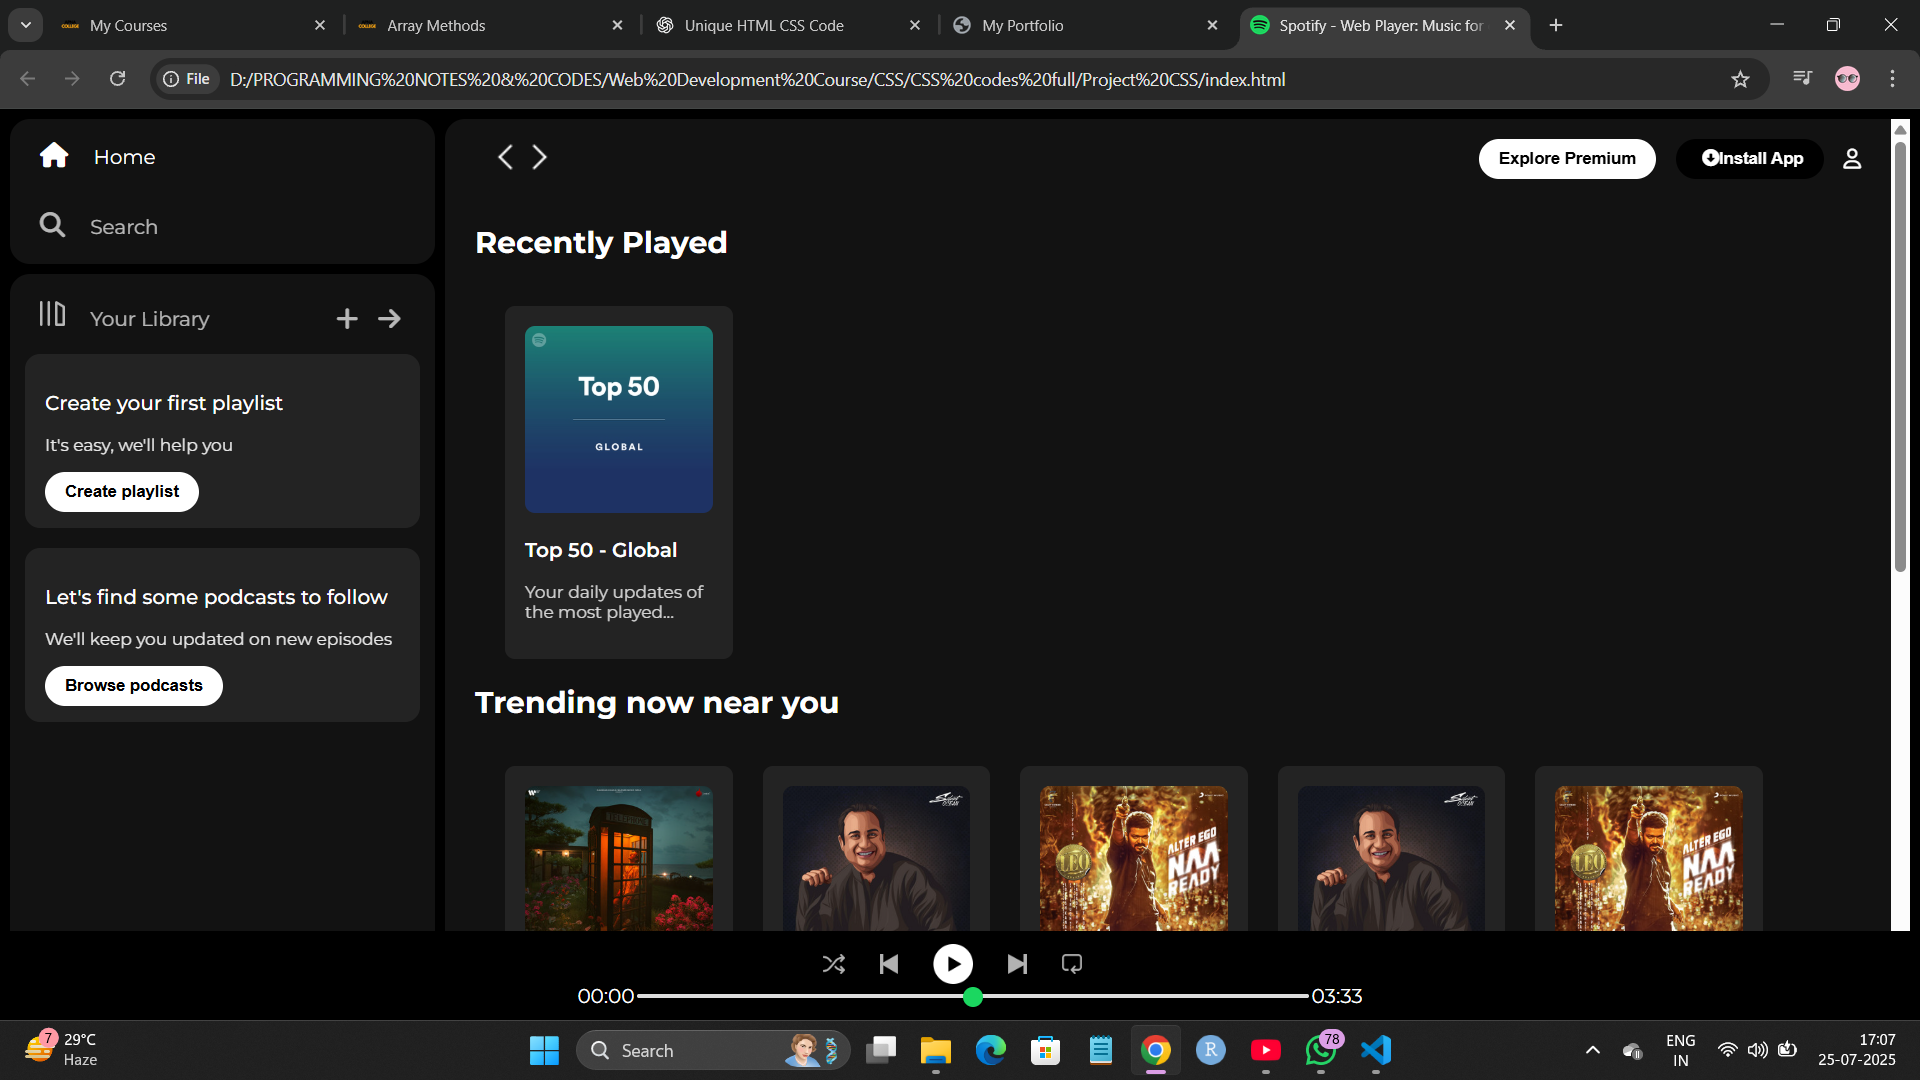 My Courses
Array Methods
Unique HTML CSS Code
My Portfolio
Spotify - Web Player: Music for
File
D:/PROGRAMMING%20NOTES%20&%20CODES/Web%20Development%20Course/CSS/CSS%20codes%20full/Project%20CSS/index.html
Home
Search
Your Library
Create your first playlist
It's easy, we'll help you
Create playlist
Let's find some podcasts to follow
We'll keep you updated on new episodes
Browse podcasts
Explore Premium
Install App
Recently Played
Top 50
GLOBAL
Top 50 - Global
Your daily updates of
the most played...
Trending now near you
TELEPHONE
LEO
ALTER EGO
NAA
READY
LEO
ALTER EGO
NAA
READY
00:00
03:33
7
29°C
Haze
Search
R
78
ENG
IN
17:07
25-07-2025